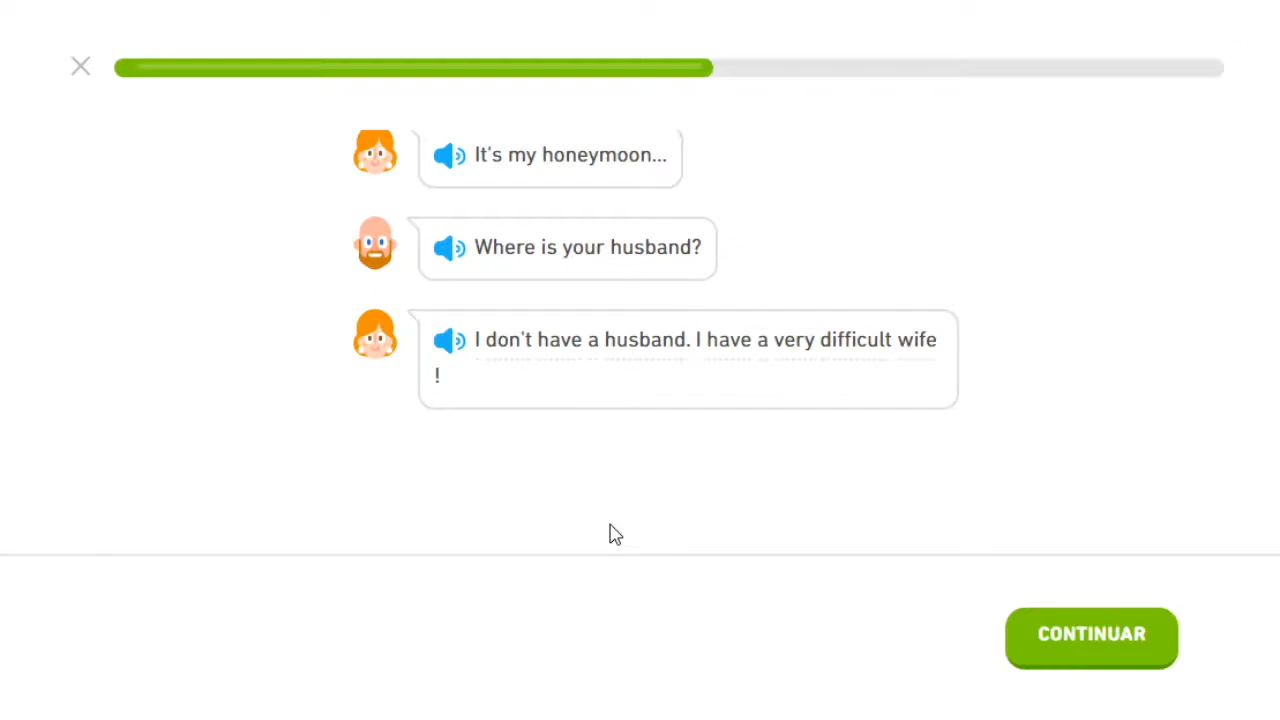 It's my honeymoon...
Where is your husband?
I don't have a husband. I have a very difficult wife
!
CONTINUAR